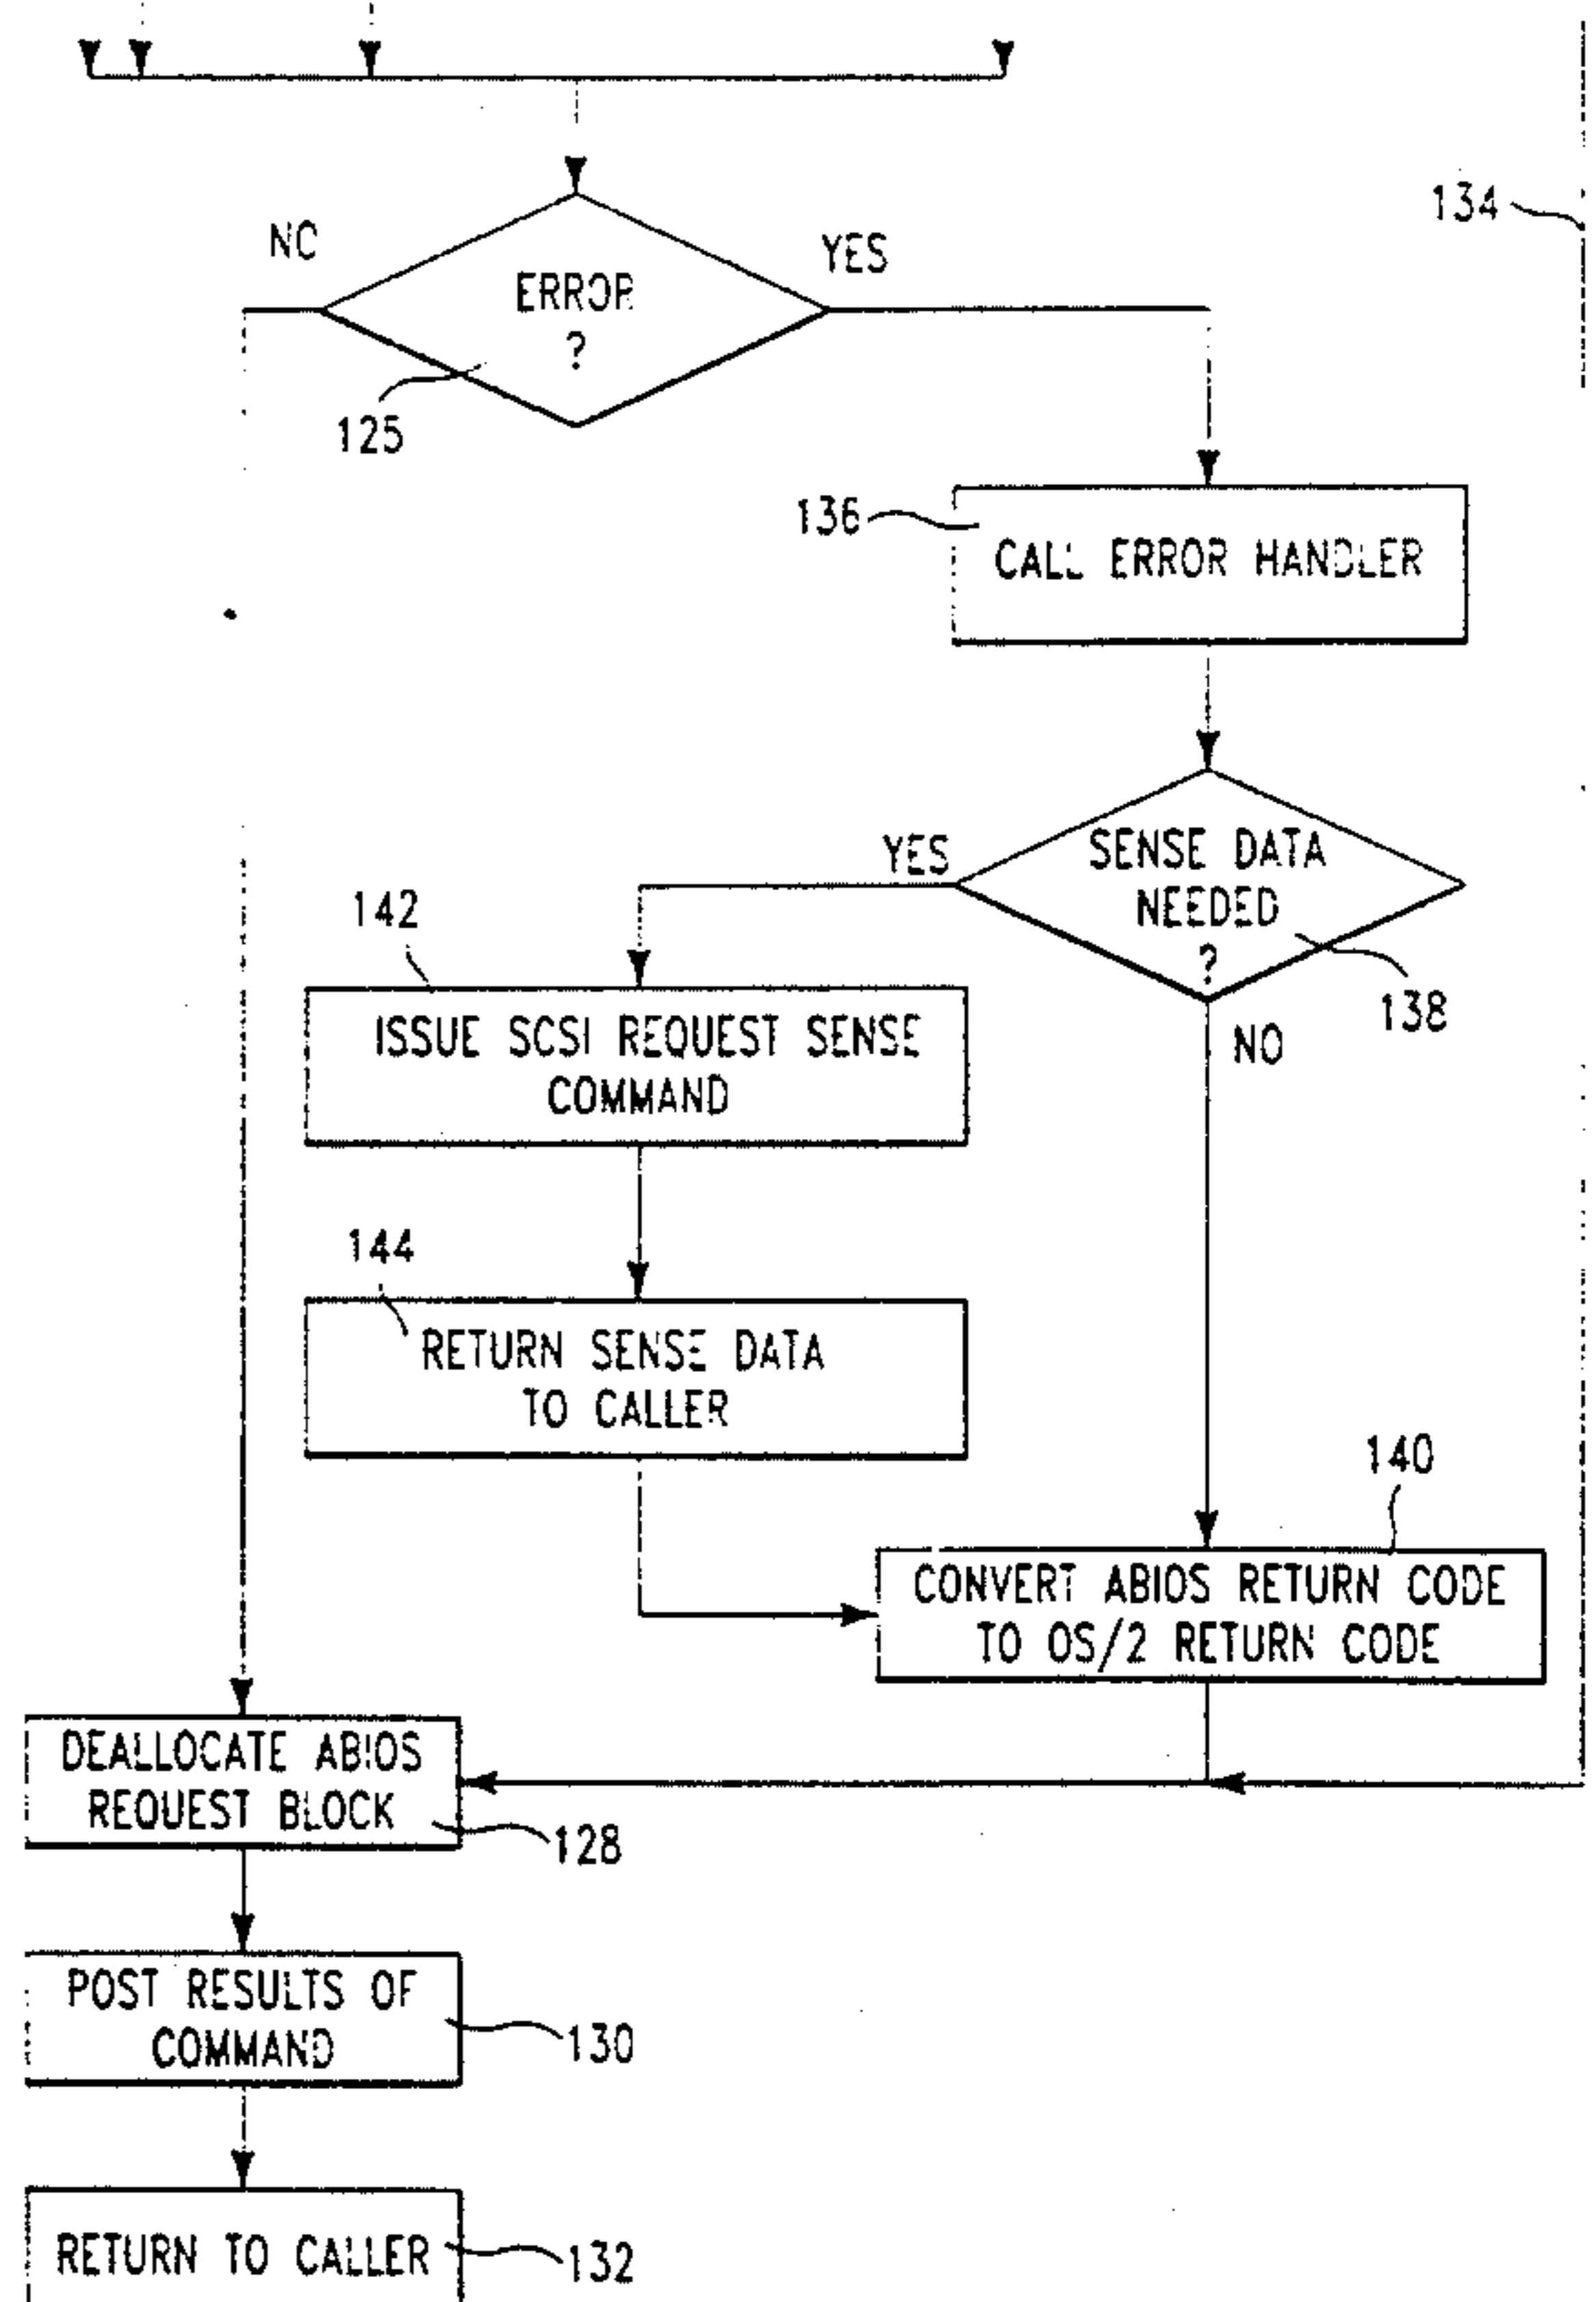 134
NO
YES
ERROR
?
125
136
CALL ERROR HANDLER
YES
SENSE DATA
NEEDED
?
138
NO
142
ISSUE SCSI REQUEST SENSE
COMMAND
144
RETURN SENSE DATA
TO CALLER
140
CONVERT ABIOS RETURN CODE
TO OS/2 RETURN CODE
DEALLOCATE ABIOS
REQUEST BLOCK
128
POST RESULTS OF
COMMAND
130
RETURN TO CALLER
132